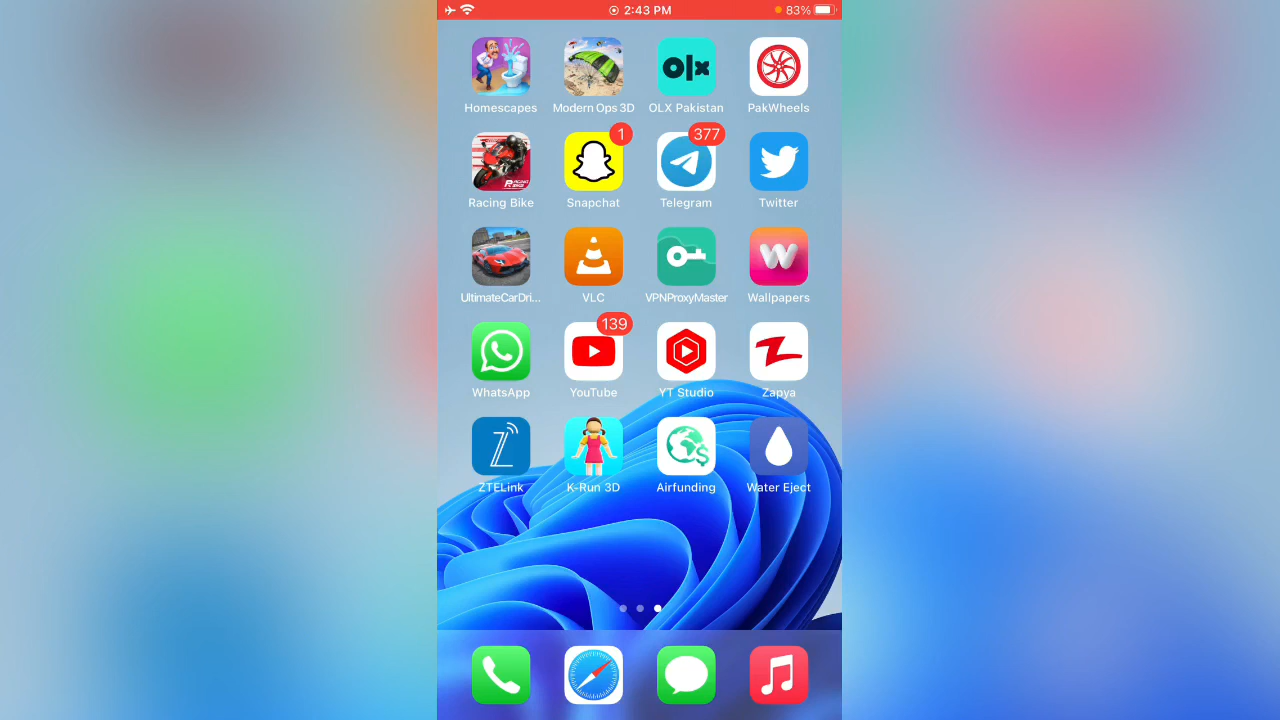 2:43 PM 83%
Homescapes Modern Ops 3D OLX Pakistan PakWheels
1 377
Racing Bike Snapchat Telegram Twitter
UltimateCarDri... VLC VPNProxyMaster Wallpapers
139
WhatsApp YouTube YT Studio Zapya
ZTELink K-Run 3D Airfunding Water Eject